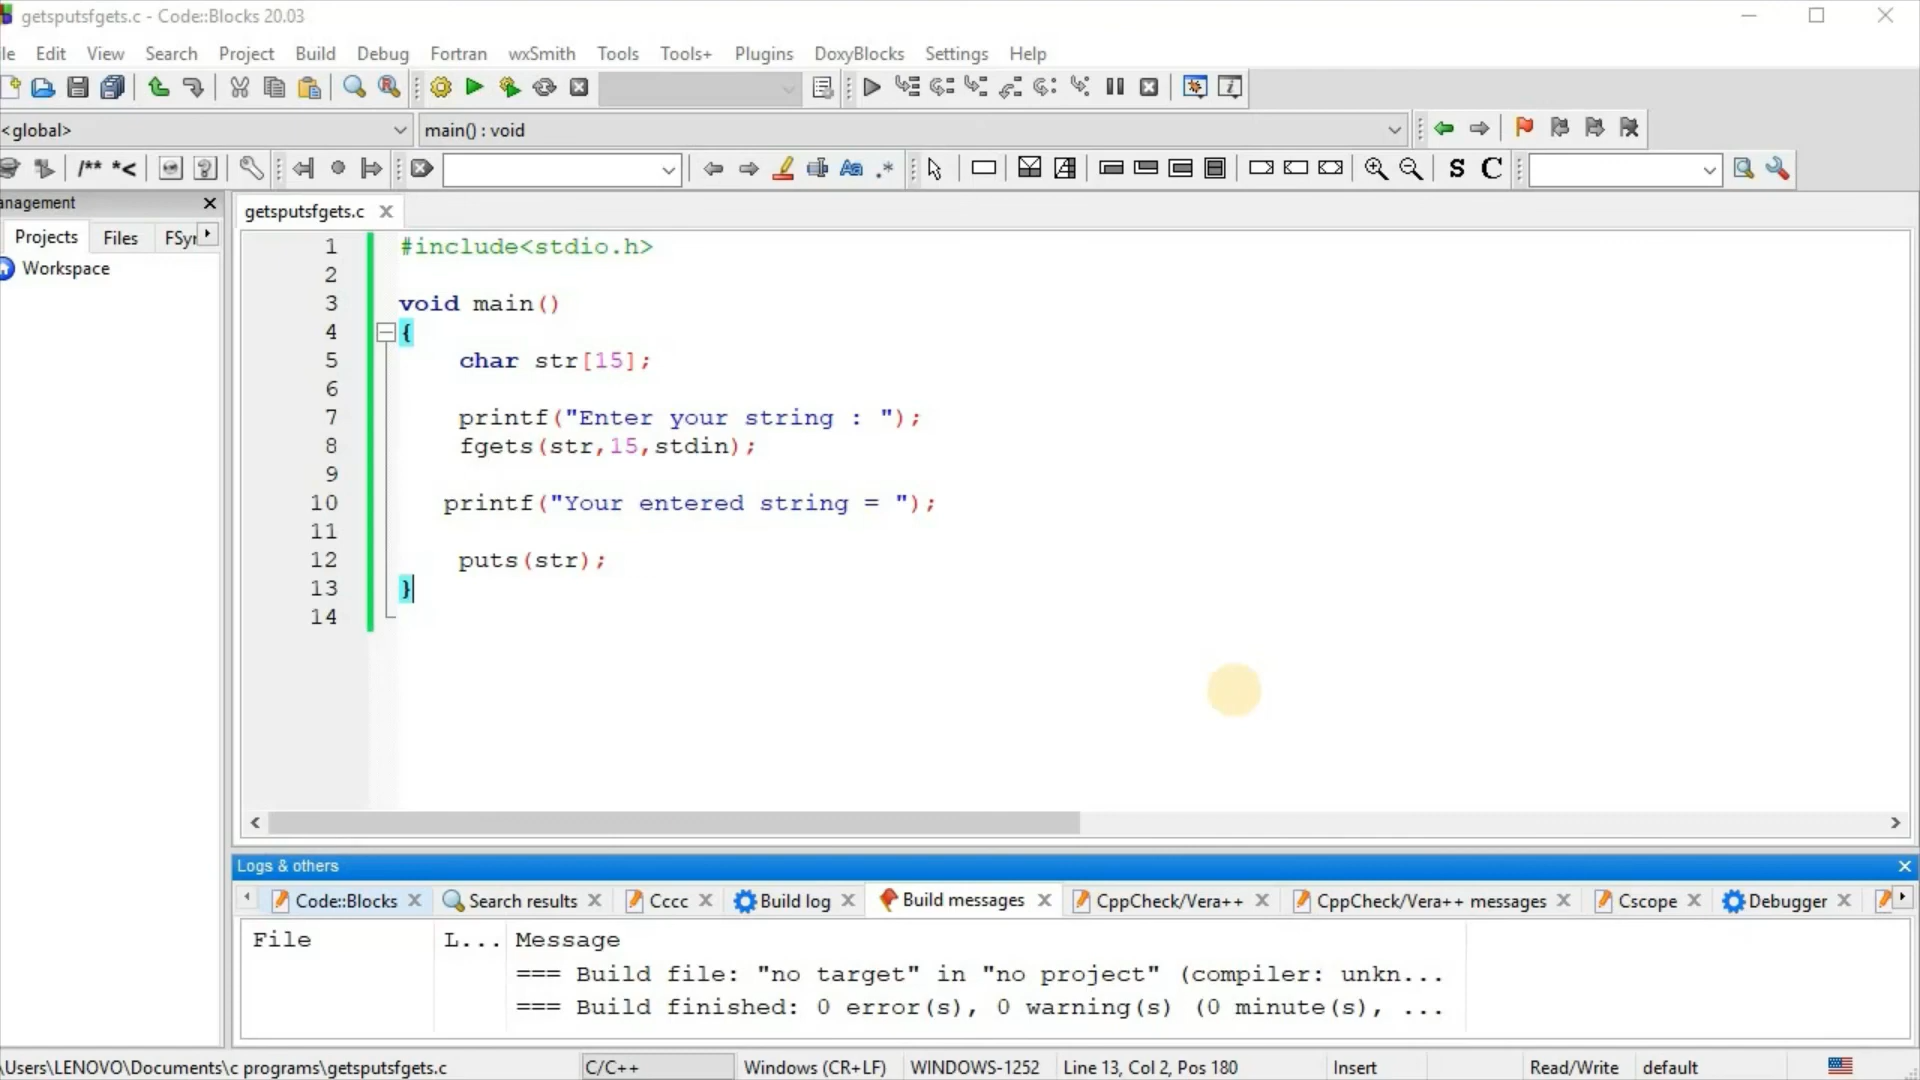 getsputsfgets.c - Code::Blocks 20.03
le Edit View Search Project Build Debug Fortran wxSmith Tools Tools+ Plugins DoxyBlocks Settings Help
<global> main() : void
/** *< Aa .* S C
anagement
getsputsfgets.c
Projects Files FSyr
Workspace
1 #include<stdio.h>
2
3 void main()
4 {
5 char str[15];
6
7 printf("Enter your string : ");
8 fgets(str,15,stdin);
9
10 printf("Your entered string = ");
11
12 puts(str);
13 }
14
Logs & others
Code::Blocks Search results Cccc Build log Build messages CppCheck/Vera++ CppCheck/Vera++ messages Cscope Debugger
File L... Message
=== Build file: "no target" in "no project" (compiler: unkn...
=== Build finished: 0 error(s), 0 warning(s) (0 minute(s), ...
\Users\LENOVO\Documents\c programs\getsputsfgets.c C/C++ Windows (CR+LF) WINDOWS-1252 Line 13, Col 2, Pos 180 Insert Read/Write default